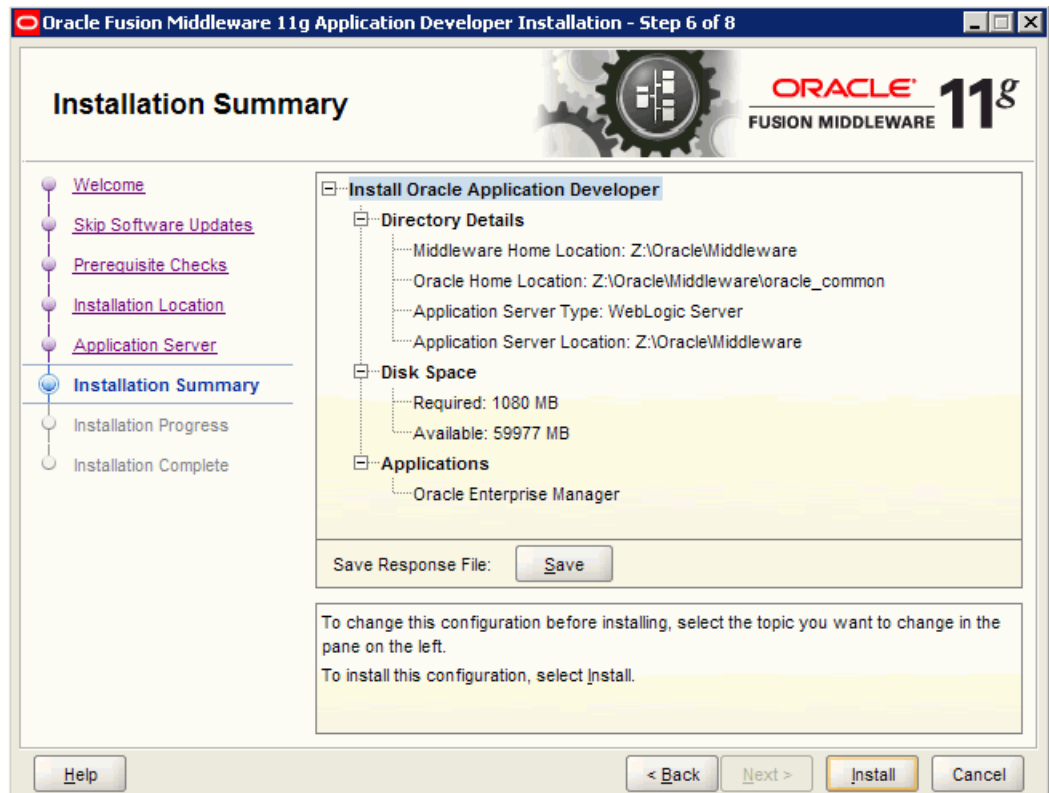 Oracle Fusion Middleware 11g Application Developer Installation - Step 6 of 8
Installation Summary
ORACLE®
FUSION MIDDLEWARE
11g
Welcome
Skip Software Updates
Prerequisite Checks
Installation Location
Application Server
Installation Summary
Installation Progress
Installation Complete
Install Oracle Application Developer
Directory Details
Middleware Home Location: Z:\Oracle\Middleware
Oracle Home Location: Z:\Oracle\Middleware\oracle_common
Application Server Type: WebLogic Server
Application Server Location: Z:\Oracle\Middleware
Disk Space
Required: 1080 MB
Available: 59977 MB
Applications
Oracle Enterprise Manager
Save Response File: Save
To change this configuration before installing, select the topic you want to change in the
pane on the left.
To install this configuration, select Install.
Help < Back Next > Install Cancel